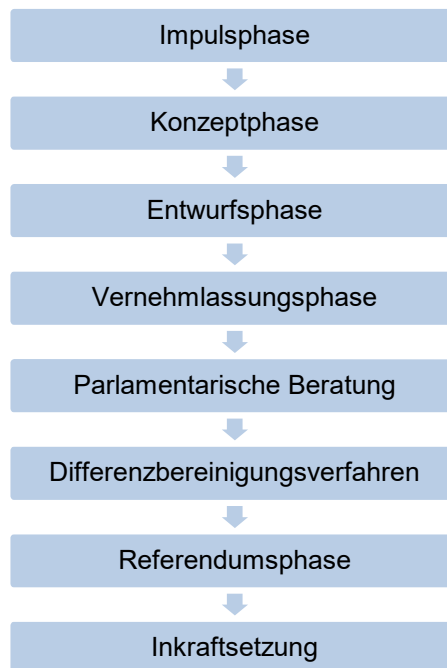 Impulsphase
Konzeptphase
Entwurfsphase
Vernehmlassungsphase
Parlamentarische Beratung
Differenzbereinigungsverfahren
Referendumsphase
Inkraftsetzung